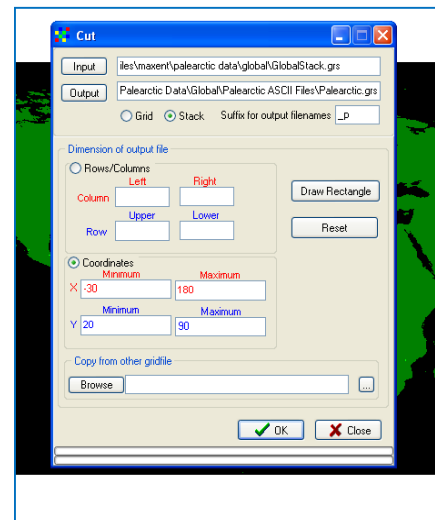 Cut
Input iles\maxent\palearctic data\global\GlobalStack.grs
Output Palearctic Data\Global\Palearctic ASCII Files\Palearctic.grs
Grid Stack Suffix for output filenames _p
Dimension of output file
Rows/Columns
Left Right
Column
Upper Lower
Row
Draw Rectangle
Reset
Coordinates
Minimum Maximum
X -30 180
Minimum Maximum
Y 20 90
Copy from other gridfile
Browse ...
OK Close